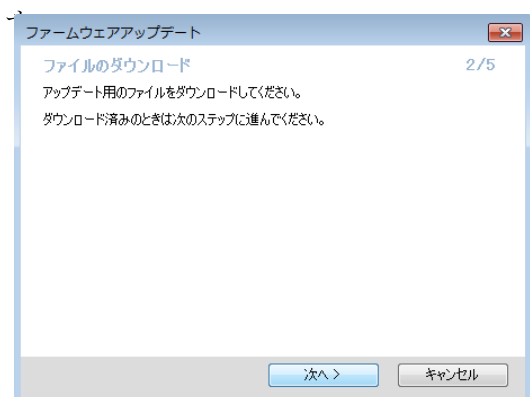 ファームウェアアップデート
ファイルのダウンロード 2/5
アップデート用のファイルをダウンロードしてください。
ダウンロード済みのときは次のステップに進んでください。
次へ > キャンセル